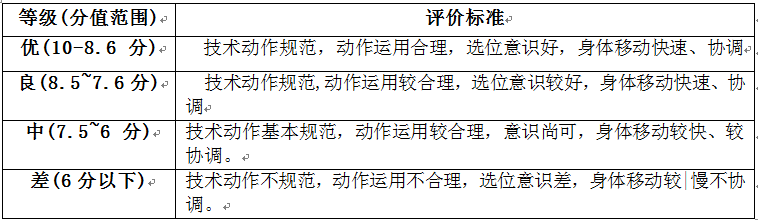 等级(分值范围) 评价标准
优(10-8.6 分) 技术动作规范，动作运用合理，选位意识好，身体移动快速、协调
良(8.5~7.6分) 技术动作规范,动作运用较合理，选位意识较好，身体移动快速、协
调
中(7.5~6 分) 技术动作基本规范，动作运用较合理，意识尚可，身体移动较快、较
协调。
差(6分以下) 技术动作不规范，动作运用不合理，选位意识差，身体移动较慢不协
调。